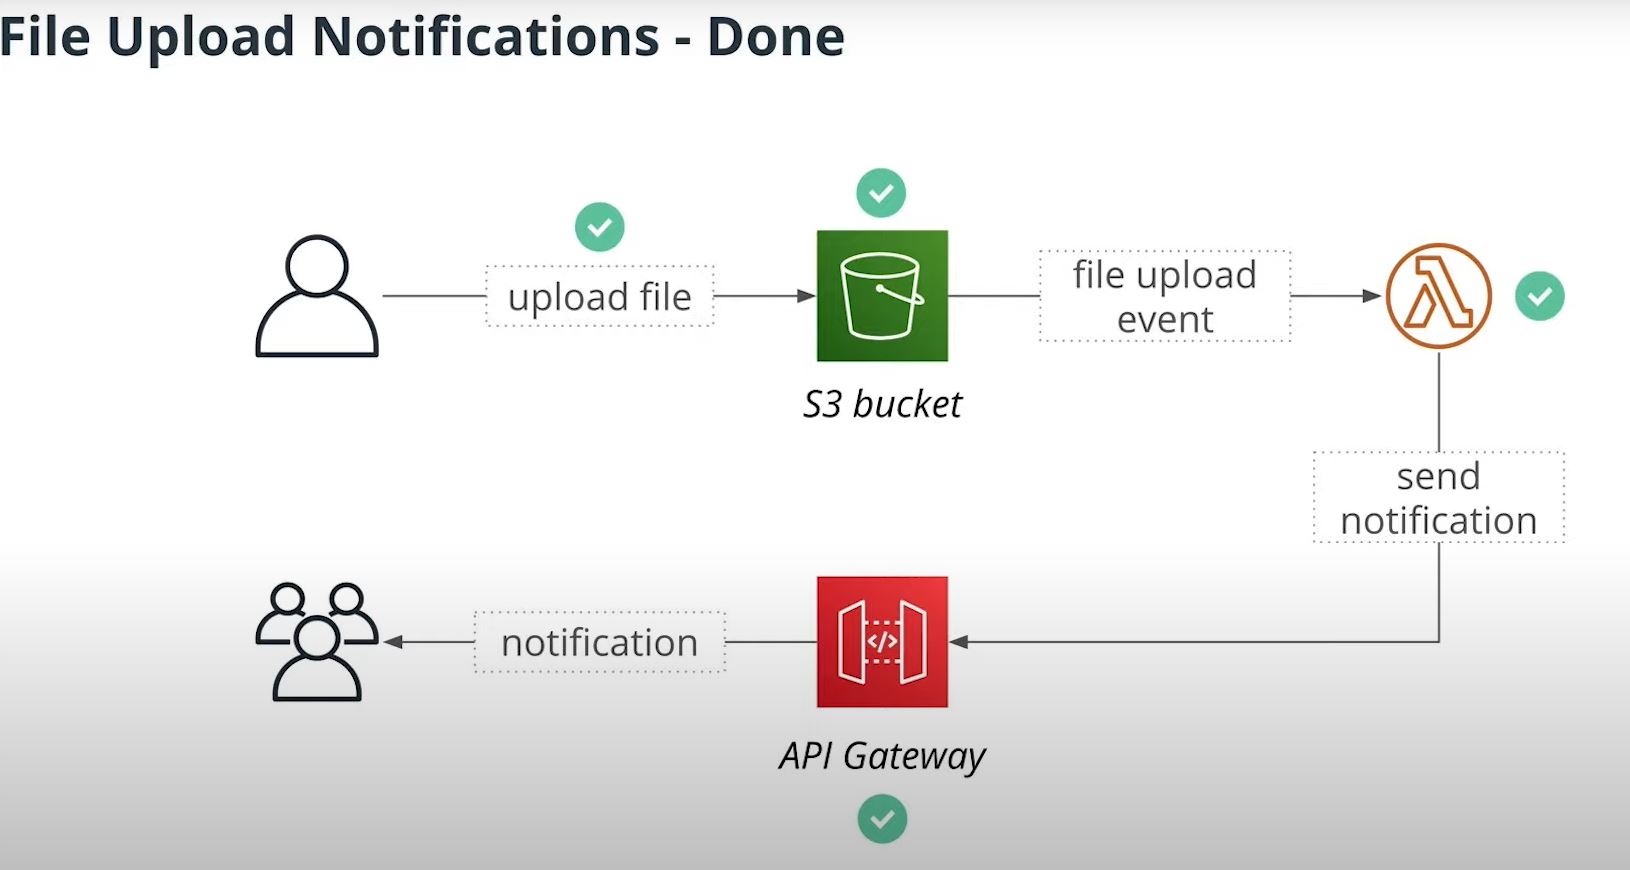 File Upload Notifications - Done
upload file
file upload
event
S3 bucket
send
notification
notification
</>
API Gateway